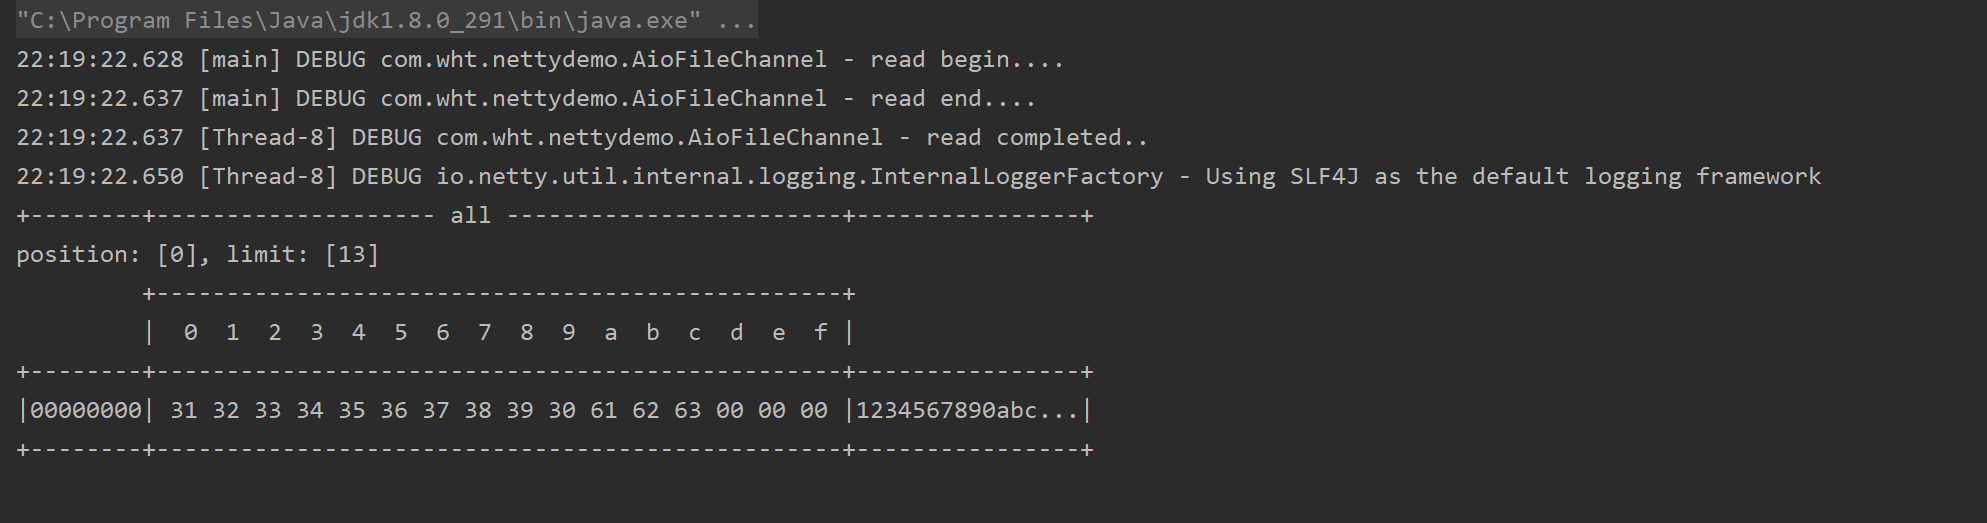 "C:\Program Files\Java\jdk1.8.0_291\bin\java.exe" ...
22:19:22.628 [main] DEBUG com.wht.nettydemo.AioFileChannel - read begin....
22:19:22.637 [main] DEBUG com.wht.nettydemo.AioFileChannel - read end....
22:19:22.637 [Thread-8] DEBUG com.wht.nettydemo.AioFileChannel - read completed..
22:19:22.650 [Thread-8] DEBUG io.netty.util.internal.logging.InternalLoggerFactory - Using SLF4J as the default logging framework
+--------+-------------------- all ------------------------+----------------+
position: [0], limit: [13]
         +-------------------------------------------------+
         |  0  1  2  3  4  5  6  7  8  9  a  b  c  d  e  f |
+--------+-------------------------------------------------+----------------+
|00000000| 31 32 33 34 35 36 37 38 39 30 61 62 63 00 00 00 |1234567890abc...|
+--------+-------------------------------------------------+----------------+